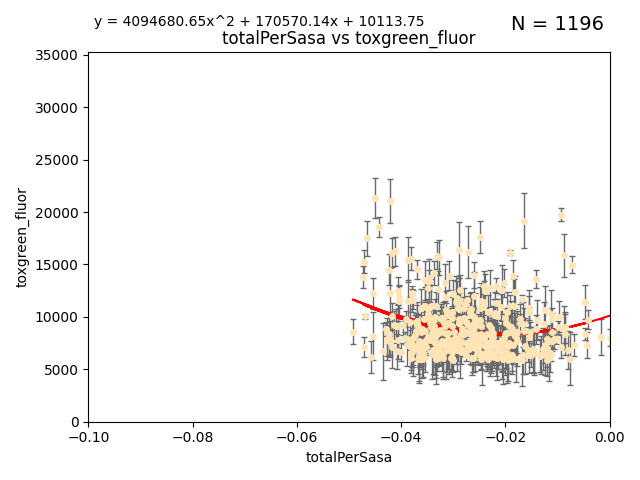 y = 4094680.65x^2 + 170570.14x + 10113.75
N = 1196
totalPerSasa vs toxgreen_fluor
35000
30000
25000
20000
15000
10000
5000
0
toxgreen_fluor
−0.10
−0.08
−0.06
−0.04
−0.02
0.00
totalPerSasa